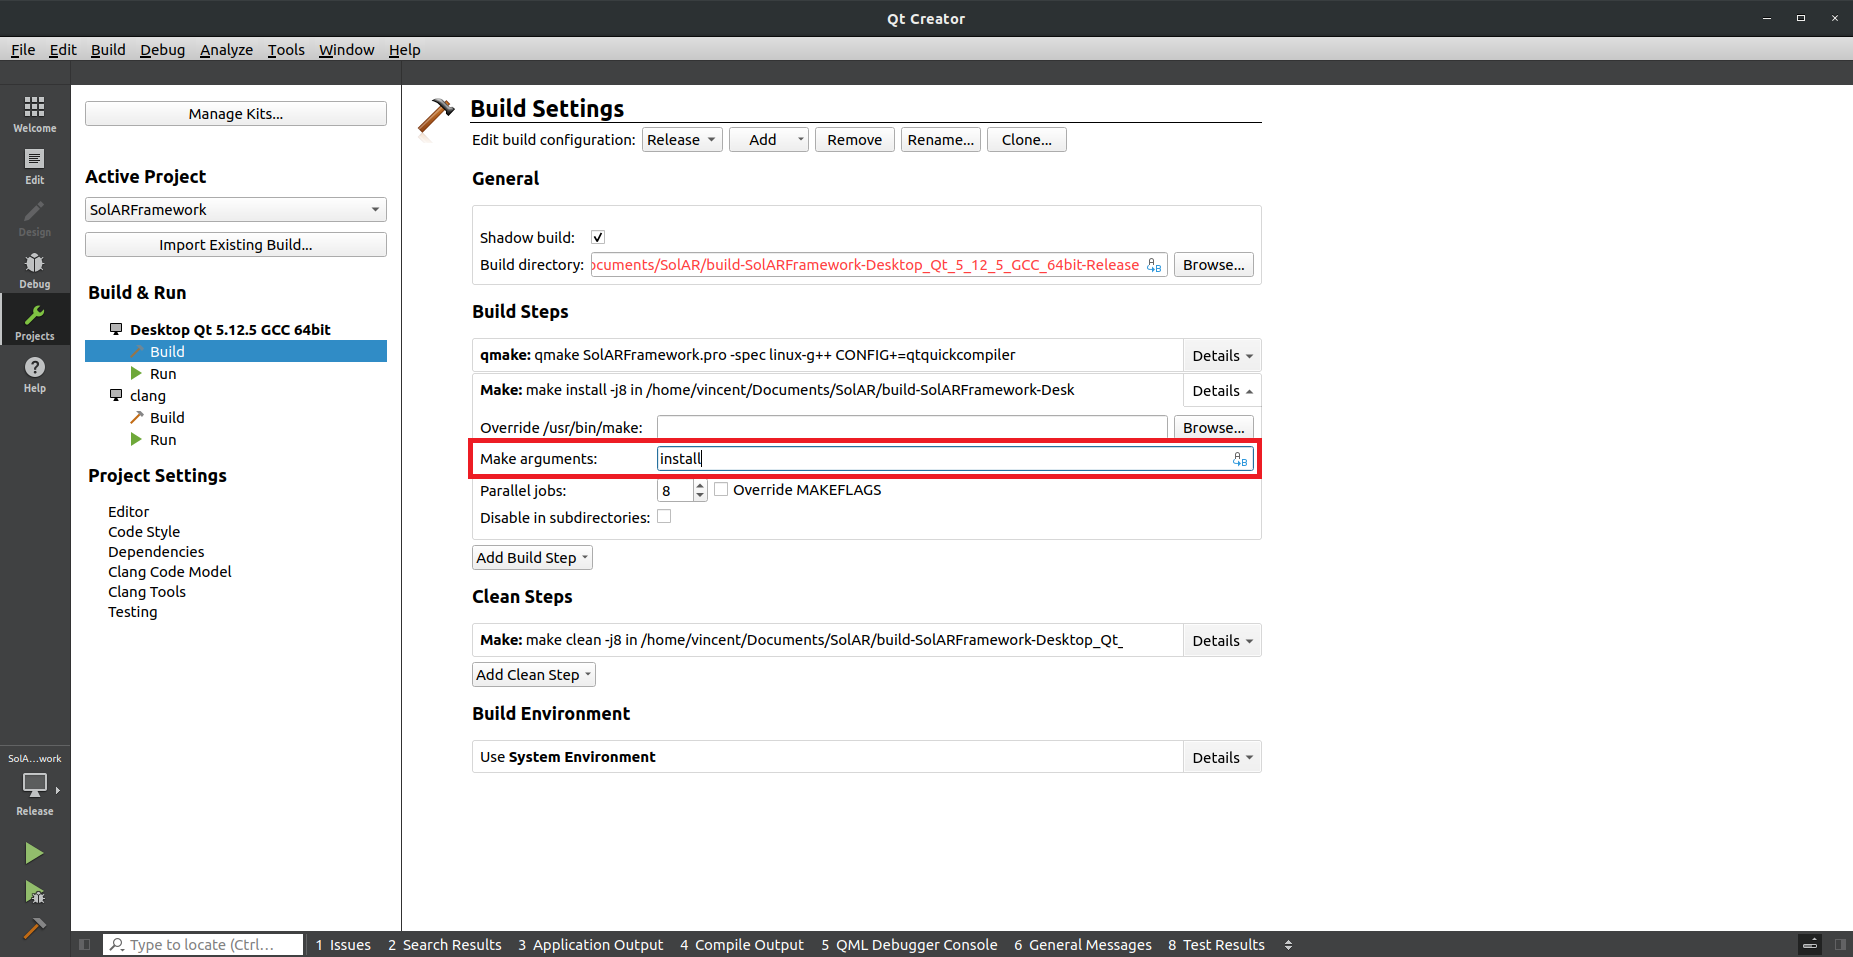 Qt Creator
File Edit Build Debug Analyze Tools Window Help
Welcome
Edit
Design
Debug
Projects
Help
SolA...work
Release
Manage Kits...
Active Project
SolARFramework
Import Existing Build...
Build & Run
Desktop Qt 5.12.5 GCC 64bit
Build
Run
clang
Build
Run
Project Settings
Editor
Code Style
Dependencies
Clang Code Model
Clang Tools
Testing
Build Settings
Edit build configuration: Release Add Remove Rename... Clone...
General
Shadow build:
Build directory: ocuments/SolAR/build-SolARFramework-Desktop_Qt_5_12_5_GCC_64bit-Release Browse...
Build Steps
qmake: qmake SolARFramework.pro -spec linux-g++ CONFIG+=qtquickcompiler Details
Make: make install -j8 in /home/vincent/Documents/SolAR/build-SolARFramework-Desk Details
Override /usr/bin/make: Browse...
Make arguments: install
Parallel jobs: 8 Override MAKEFLAGS
Disable in subdirectories:
Add Build Step
Clean Steps
Make: make clean -j8 in /home/vincent/Documents/SolAR/build-SolARFramework-Desktop_Qt_ Details
Add Clean Step
Build Environment
Use System Environment Details
Type to locate (Ctrl... 1 Issues 2 Search Results 3 Application Output 4 Compile Output 5 QML Debugger Console 6 General Messages 8 Test Results